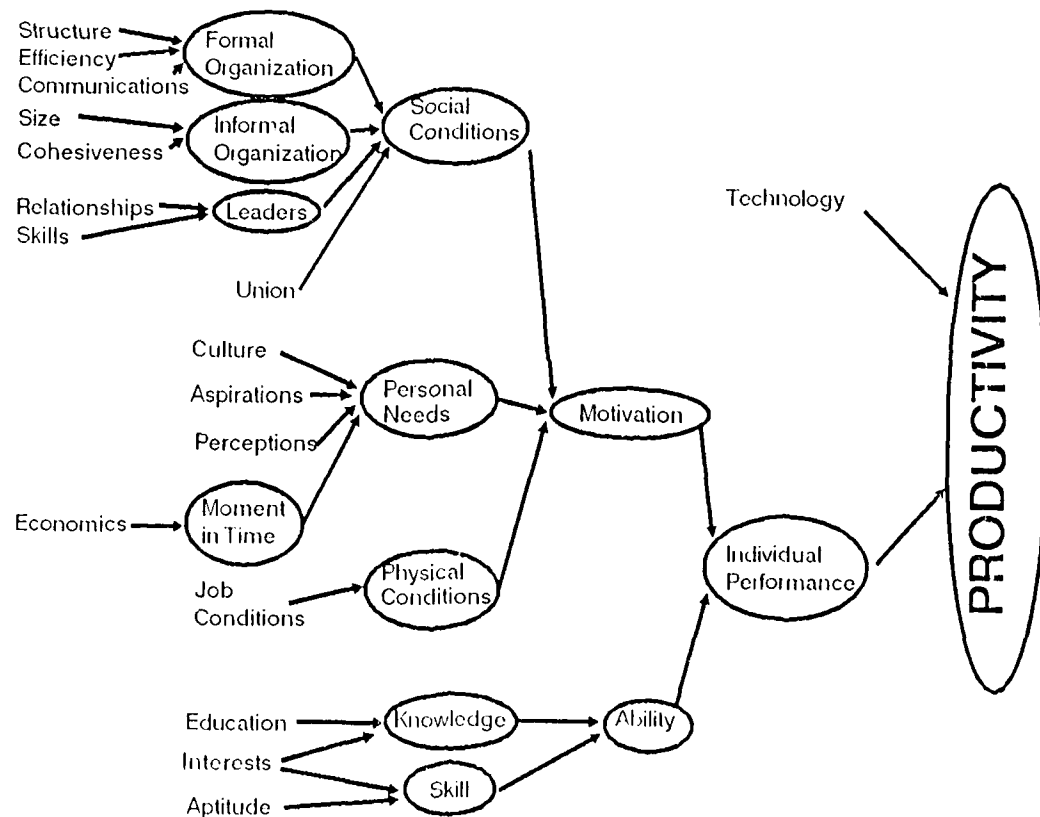 Structure
Efficiency
Communications
Formal
Organization
Size
Cohesiveness
Informal
Organization
Social
Conditions
Relationships
Skills
Leaders
Union
Technology
PRODUCTIVITY
Culture
Aspirations
Perceptions
Personal
Needs
Motivation
Economics
Moment
in Time
Job
Conditions
Physical
Conditions
Individual
Performance
Education
Interests
Aptitude
Knowledge
Skill
Ability